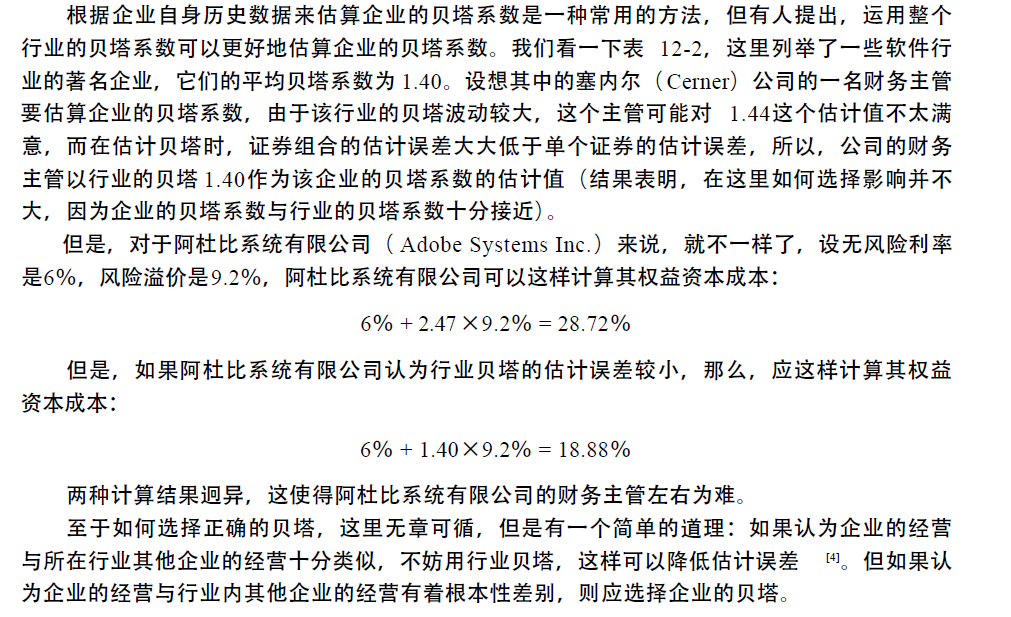 根据企业自身历史数据来估算企业的贝塔系数是一种常用的方法，但有人提出，运用整个
行业的贝塔系数可以更好地估算企业的贝塔系数。我们看一下表 12-2，这里列举了一些软件行
业的著名企业，它们的平均贝塔系数为1.40。设想其中的塞内尔（Cerner）公司的一名财务主管
要估算企业的贝塔系数，由于该行业的贝塔波动较大，这个主管可能对 1.44这个估计值不太满
意，而在估计贝塔时，证券组合的估计误差大大低于单个证券的估计误差，所以，公司的财务
主管以行业的贝塔1.40作为该企业的贝塔系数的估计值（结果表明，在这里如何选择影响并不
大，因为企业的贝塔系数与行业的贝塔系数十分接近）。
但是，对于阿杜比系统有限公司（Adobe Systems Inc.）来说，就不一样了，设无风险利率
是6%，风险溢价是9.2%，阿杜比系统有限公司可以这样计算其权益资本成本：
6% + 2.47×9.2% = 28.72%
但是，如果阿杜比系统有限公司认为行业贝塔的估计误差较小，那么，应这样计算其权益
资本成本：
6% + 1.40×9.2% = 18.88%
两种计算结果迥异，这使得阿杜比系统有限公司的财务主管左右为难。
至于如何选择正确的贝塔，这里无章可循，但是有一个简单的道理：如果认为企业的经营
与所在行业其他企业的经营十分类似，不妨用行业贝塔，这样可以降低估计误差 [4]。但如果认
为企业的经营与行业内其他企业的经营有着根本性差别，则应选择企业的贝塔。